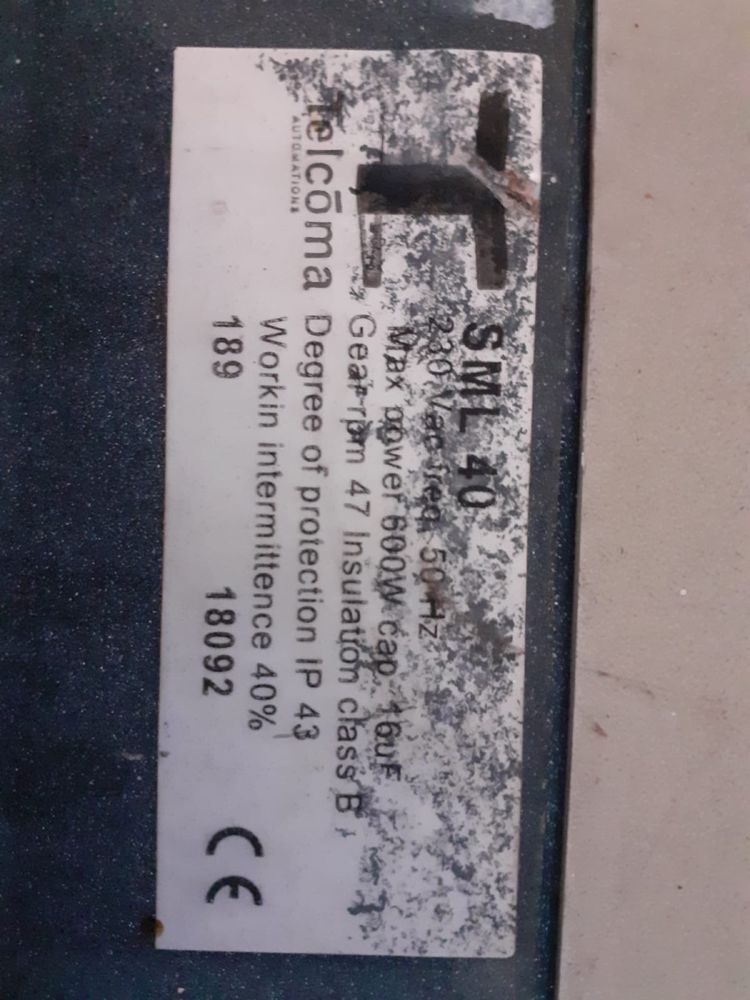 SML 40
230 Vac freq. 50 Hz
Max power 600W cap 16uF
Gear rpm 47 Insulation class B
Telcoma Degree of protection IP 43
AUTOMATIONS
Workin intermittence 40%
189 18092 CE